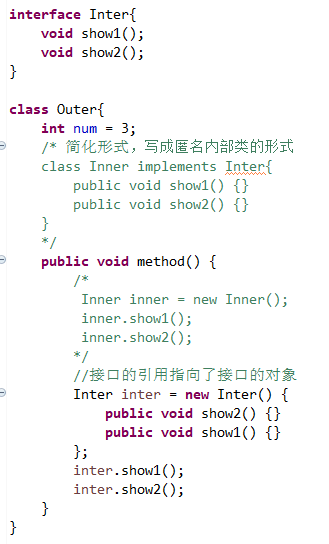 interface Inter{
void show1();
void show2();
}
class Outer{
int num = 3;
/* 简化形式，写成匿名内部类的形式
class Inner implements Inter{
public void show1() {}
public void show2() {}
}
*/
public void method() {
/*
Inner inner = new Inner();
inner.show1();
inner.show2();
*/
//接口的引用指向了接口的对象
Inter inter = new Inter() {
public void show2() {}
public void show1() {}
};
inter.show1();
inter.show2();
}
}